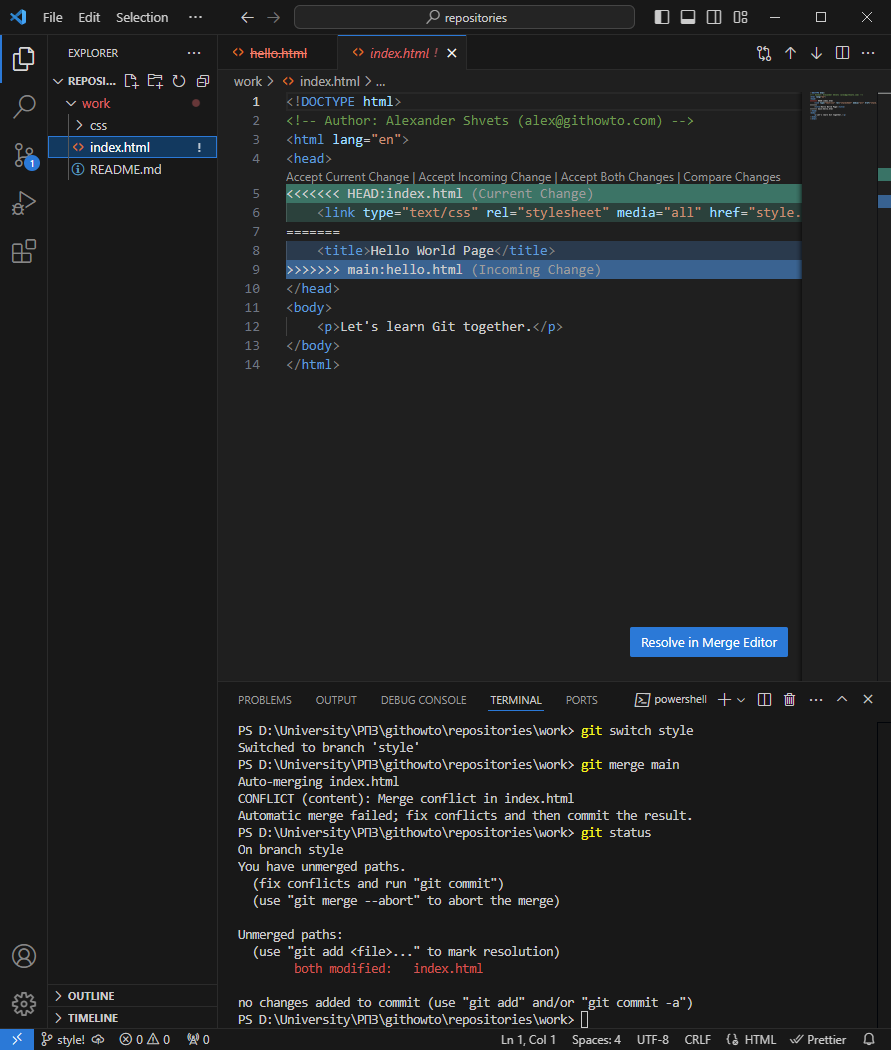 File Edit Selection ··· repositories
EXPLORER ···
REPOSI...
work
css
index.html !
README.md
OUTLINE
TIMELINE
1
hello.html index.html ! ···
work > index.html > ...
1 <!DOCTYPE html>
2 <!-- Author: Alexander Shvets (alex@githowto.com) -->
3 <html lang="en">
4 <head>
Accept Current Change | Accept Incoming Change | Accept Both Changes | Compare Changes
5 <<<<<<< HEAD:index.html (Current Change)
6 <link type="text/css" rel="stylesheet" media="all" href="style.
7 =======
8 <title>Hello World Page</title>
9 >>>>>>> main:hello.html (Incoming Change)
10 </head>
11 <body>
12 <p>Let's learn Git together.</p>
13 </body>
14 </html>
Resolve in Merge Editor
PROBLEMS OUTPUT DEBUG CONSOLE TERMINAL PORTS powershell ···
PS D:\University\РПЗ\githowto\repositories\work> git switch style
Switched to branch 'style'
PS D:\University\РПЗ\githowto\repositories\work> git merge main
Auto-merging index.html
CONFLICT (content): Merge conflict in index.html
Automatic merge failed; fix conflicts and then commit the result.
PS D:\University\РПЗ\githowto\repositories\work> git status
On branch style
You have unmerged paths.
(fix conflicts and run "git commit")
(use "git merge --abort" to abort the merge)
Unmerged paths:
(use "git add <file>..." to mark resolution)
both modified: index.html
no changes added to commit (use "git add" and/or "git commit -a")
PS D:\University\РПЗ\githowto\repositories\work>
style! 0 0 0 Ln 1, Col 1 Spaces: 4 UTF-8 CRLF HTML Prettier